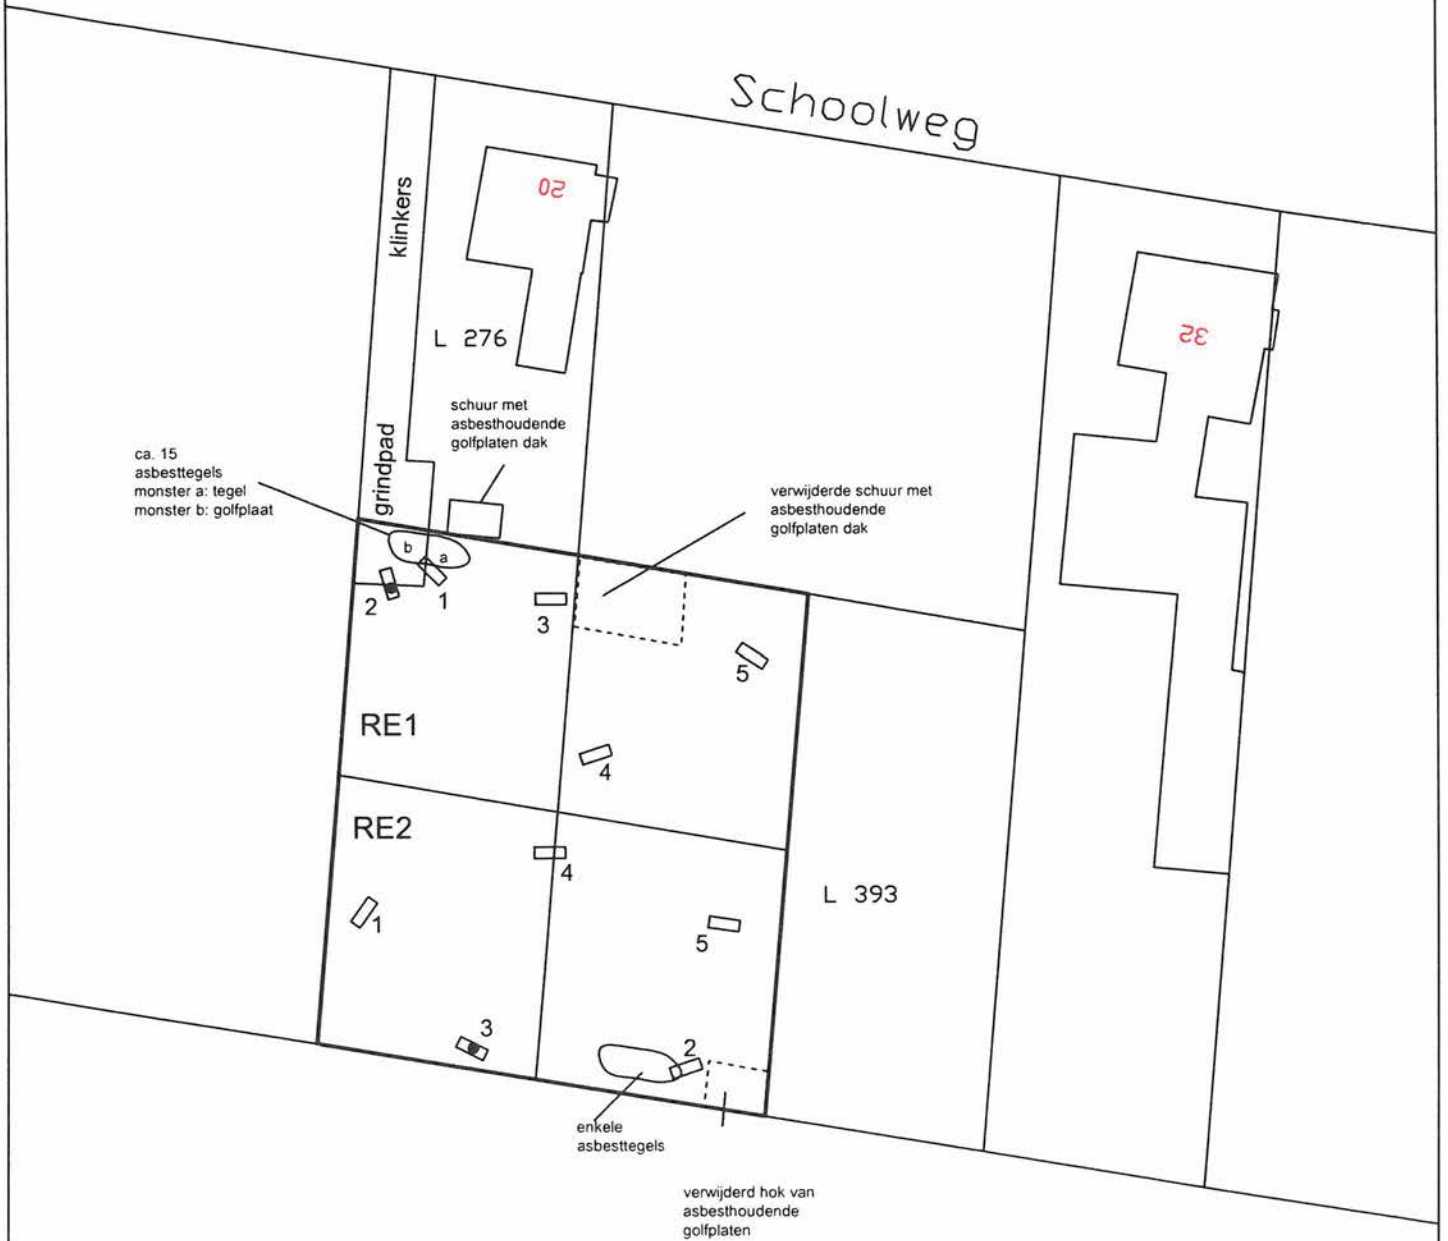 Schoolweg
klinkers
20
32
L 276
schuur met
asbesthoudende
golfplaten dak
grindpad
ca. 15
asbesttegels
monster a: tegel
monster b: golfplaat
verwijderde schuur met
asbesthoudende
golfplaten dak
b
a
2
1
3
5
RE1
4
RE2
4
L 393
1
5
3
2
enkele
asbesttegels
verwijderd hok van
asbesthoudende
golfplaten